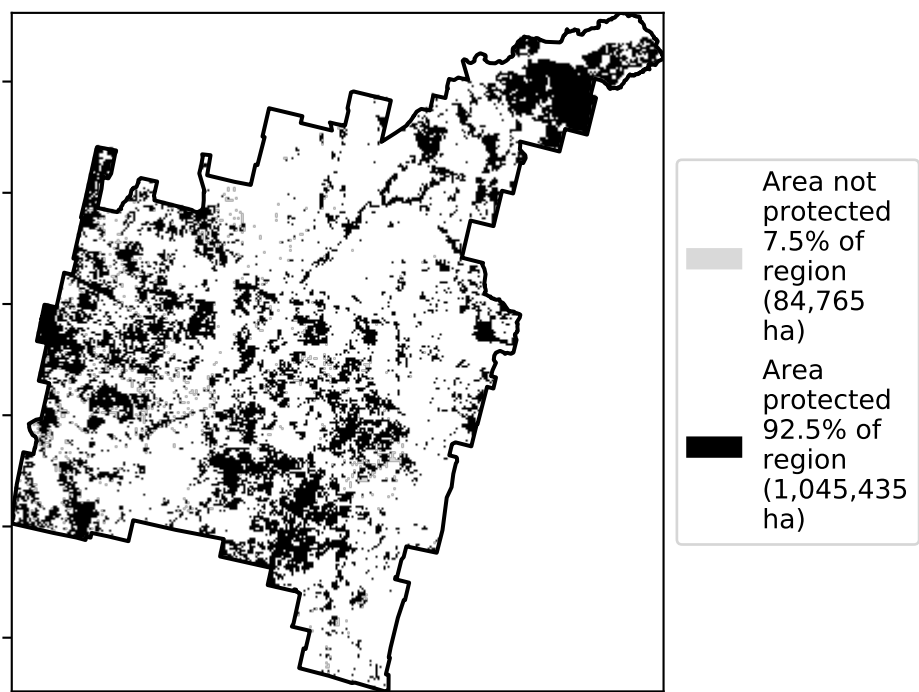 Area not
protected
7.5% of
region
(84,765
ha)
Area
protected
92.5% of
region
(1,045,435
ha)